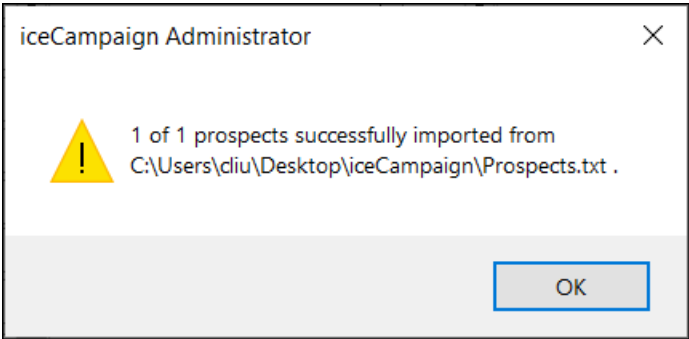 iceCampaign Administrator
1 of 1 prospects successfully imported from
C:\Users\cliu\Desktop\iceCampaign\Prospects.txt .
OK